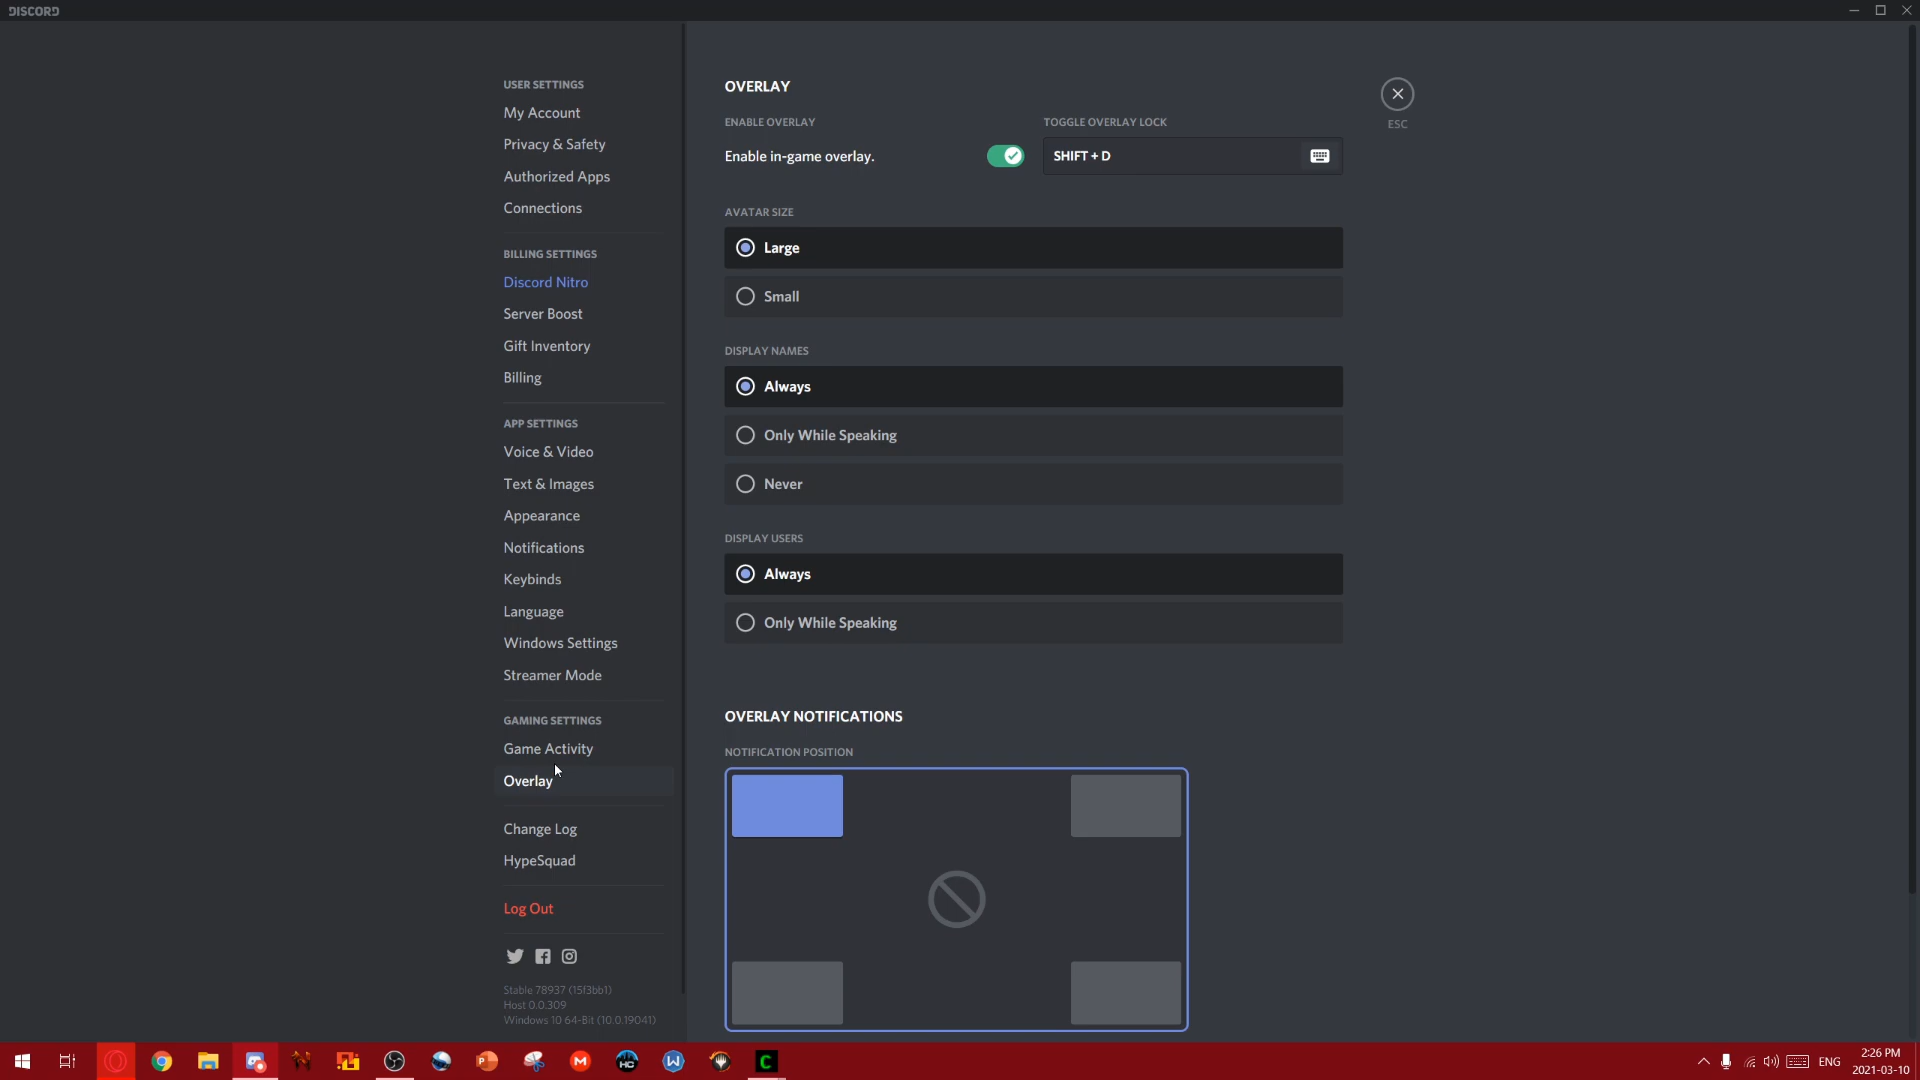 DISCORD
USER SETTINGS
My Account
Privacy & Safety
Authorized Apps
Connections
BILLING SETTINGS
Discord Nitro
Server Boost
Gift Inventory
Billing
APP SETTINGS
Voice & Video
Text & Images
Appearance
Notifications
Keybinds
Language
Windows Settings
Streamer Mode
GAMING SETTINGS
Game Activity
Overlay
Change Log
HypeSquad
Log Out
Stable 78937 (15f3bb1)
Host 0.0.309
Windows 10 64-Bit (10.0.19041)
OVERLAY
ENABLE OVERLAY
Enable in-game overlay.
TOGGLE OVERLAY LOCK
SHIFT + D
ESC
AVATAR SIZE
Large
Small
DISPLAY NAMES
Always
Only While Speaking
Never
DISPLAY USERS
Always
Only While Speaking
OVERLAY NOTIFICATIONS
NOTIFICATION POSITION
P
M
HC
W
C
ENG
2:26 PM
2021-03-10